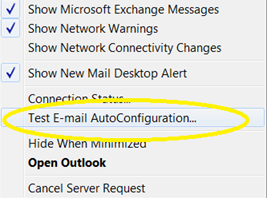 Show Microsoft Exchange Messages
Show Network Warnings
Show Network Connectivity Changes
Show New Mail Desktop Alert
Connection Status...
Test E-mail AutoConfiguration...
Hide When Minimized
Open Outlook
Cancel Server Request